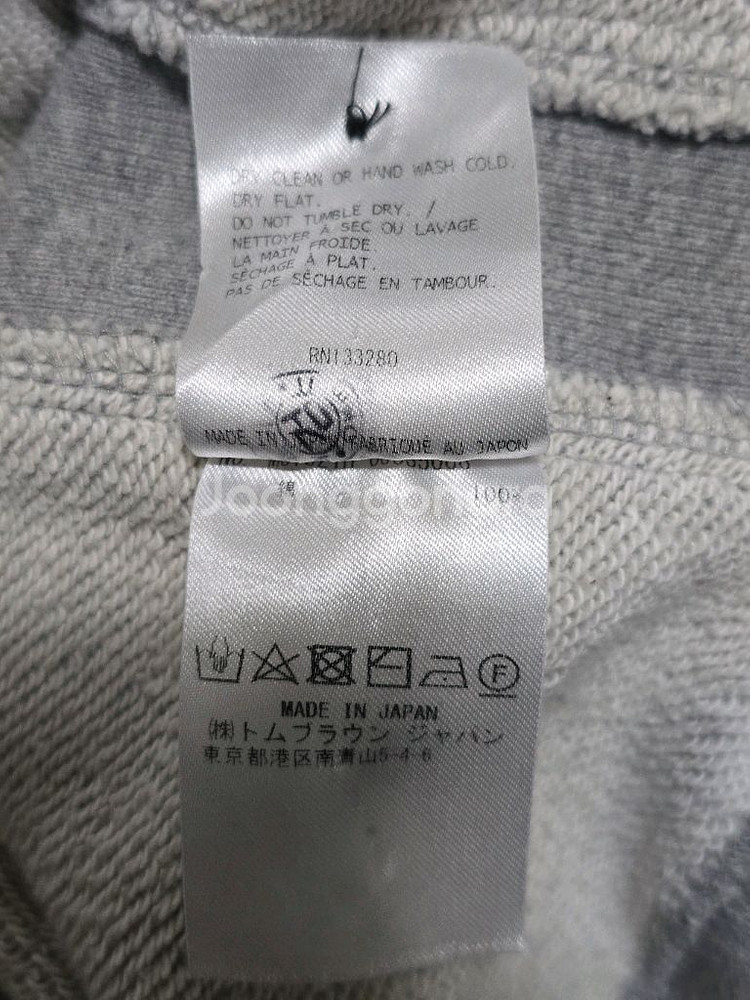 DRY CLEAN OR HAND WASH COLD.
DRY FLAT.
DO NOT TUMBLE DRY. /
NETTOYER À SEC OU LAVAGE
LA MAIN FROIDE.
SÉCHAGE À PLAT.
PAS DE SÉCHAGE EN TAMBOUR.
RN133280
MADE IN FABRIQUE AU JAPON
綿 100%
Joonggonara
F
MADE IN JAPAN
(株)トムブラウン ジャパン
東京都港区南青山5-4-6